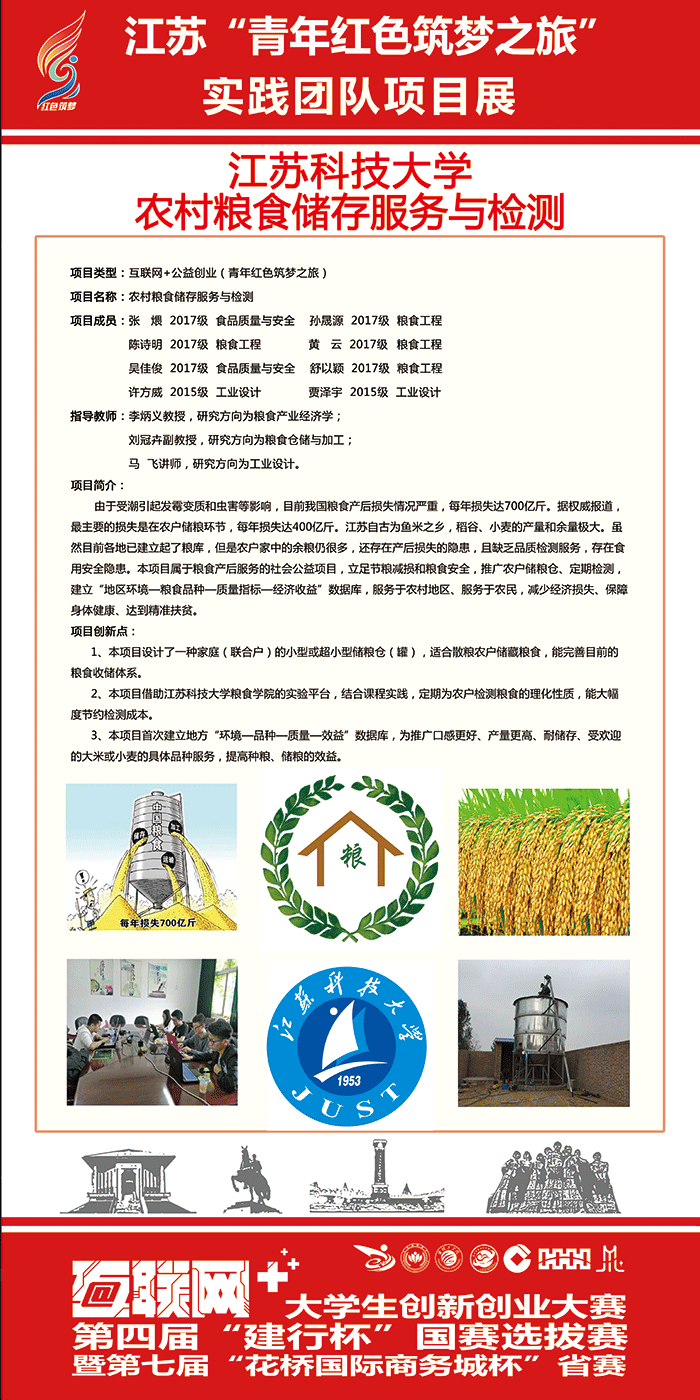 红色筑梦
江苏“青年红色筑梦之旅”
实践团队项目展
江苏科技大学
农村粮食储存服务与检测
项目类型：互联网+公益创业（青年红色筑梦之旅）
项目名称：农村粮食储存服务与检测
项目成员：张　煨 2017级 食品质量与安全　孙晟源 2017级 粮食工程
陈诗明 2017级 粮食工程　黄　云 2017级 粮食工程
吴佳俊 2017级 食品质量与安全　舒以颖 2017级 粮食工程
许方威 2015级 工业设计　贾泽宇 2015级 工业设计
指导教师：李炳义教授，研究方向为粮食产业经济学；
刘冠卉副教授，研究方向为粮食仓储与加工；
马　飞讲师，研究方向为工业设计。
项目简介：
由于受潮引起发霉变质和虫害等影响，目前我国粮食产后损失情况严重，每年损失达700亿斤。据权威报道，
最主要的损失是在农户储粮环节，每年损失达400亿斤。江苏自古为鱼米之乡，稻谷、小麦的产量和余量极大。虽
然目前各地已建立起了粮库，但是农户家中的余粮仍很多，还存在产后损失的隐患，且缺乏品质检测服务，存在食
用安全隐患。本项目属于粮食产后服务的社会公益项目，立足节粮减损和粮食安全，推广农户储粮仓、定期检测，
建立“地区环境—粮食品种—质量指标—经济收益”数据库，服务于农村地区、服务于农民，减少经济损失、保障
身体健康、达到精准扶贫。
项目创新点：
1、本项目设计了一种家庭（联合户）的小型或超小型储粮仓（罐），适合散粮农户储藏粮食，能完善目前的
粮食收储体系。
2、本项目借助江苏科技大学粮食学院的实验平台，结合课程实践，定期为农户检测粮食的理化性质，能大幅
度节约检测成本。
3、本项目首次建立地方“环境—品种—质量—效益”数据库，为推广口感更好、产量更高、耐储存、受欢迎
的大米或小麦的具体品种服务，提高种粮、储粮的效益。
中国粮食
储存
加工
运输
每年损失700亿斤
粮
江苏科技大学
1953
JUST
互联网+
大学生创新创业大赛
第四届“建行杯”国赛选拔赛
暨第七届“花桥国际商务城杯”省赛